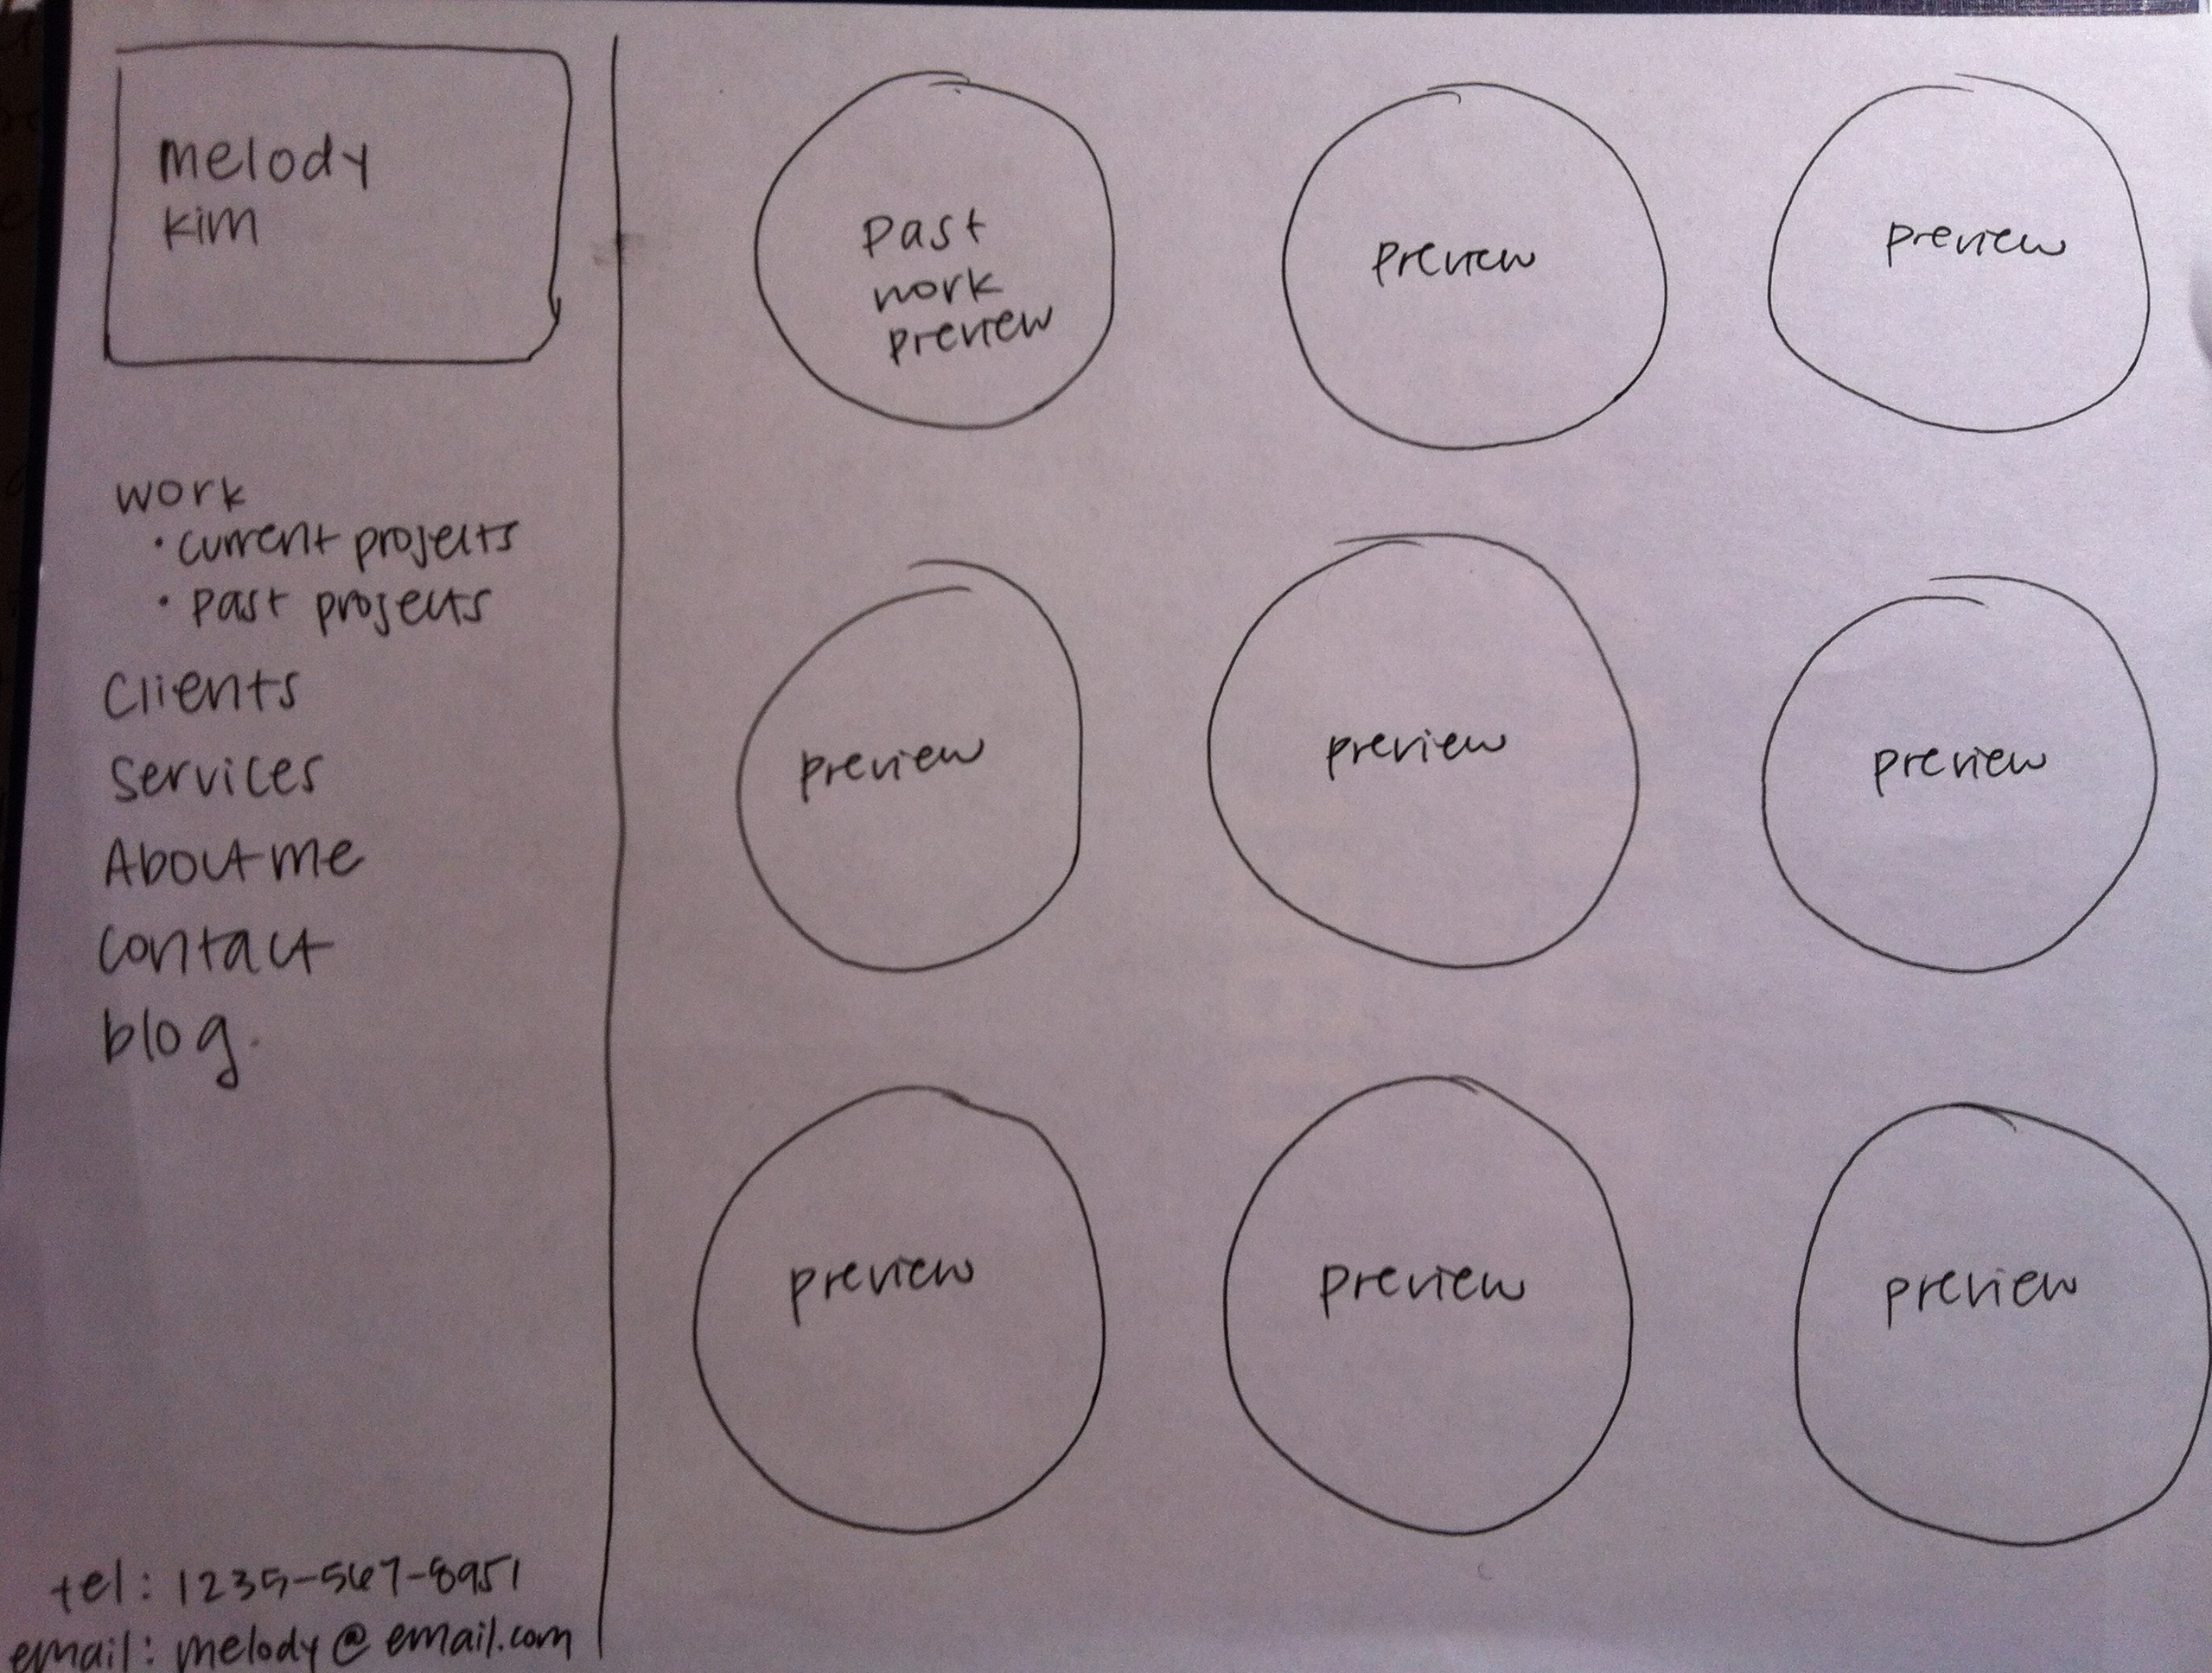 melody
kim
work
• current projects
• past projects
Clients
Services
About me
contact
blog.
tel: 1235-567-8951
email: melody@email.com
past
work
preview
preview
preview
preview
preview
preview
preview
preview
preview